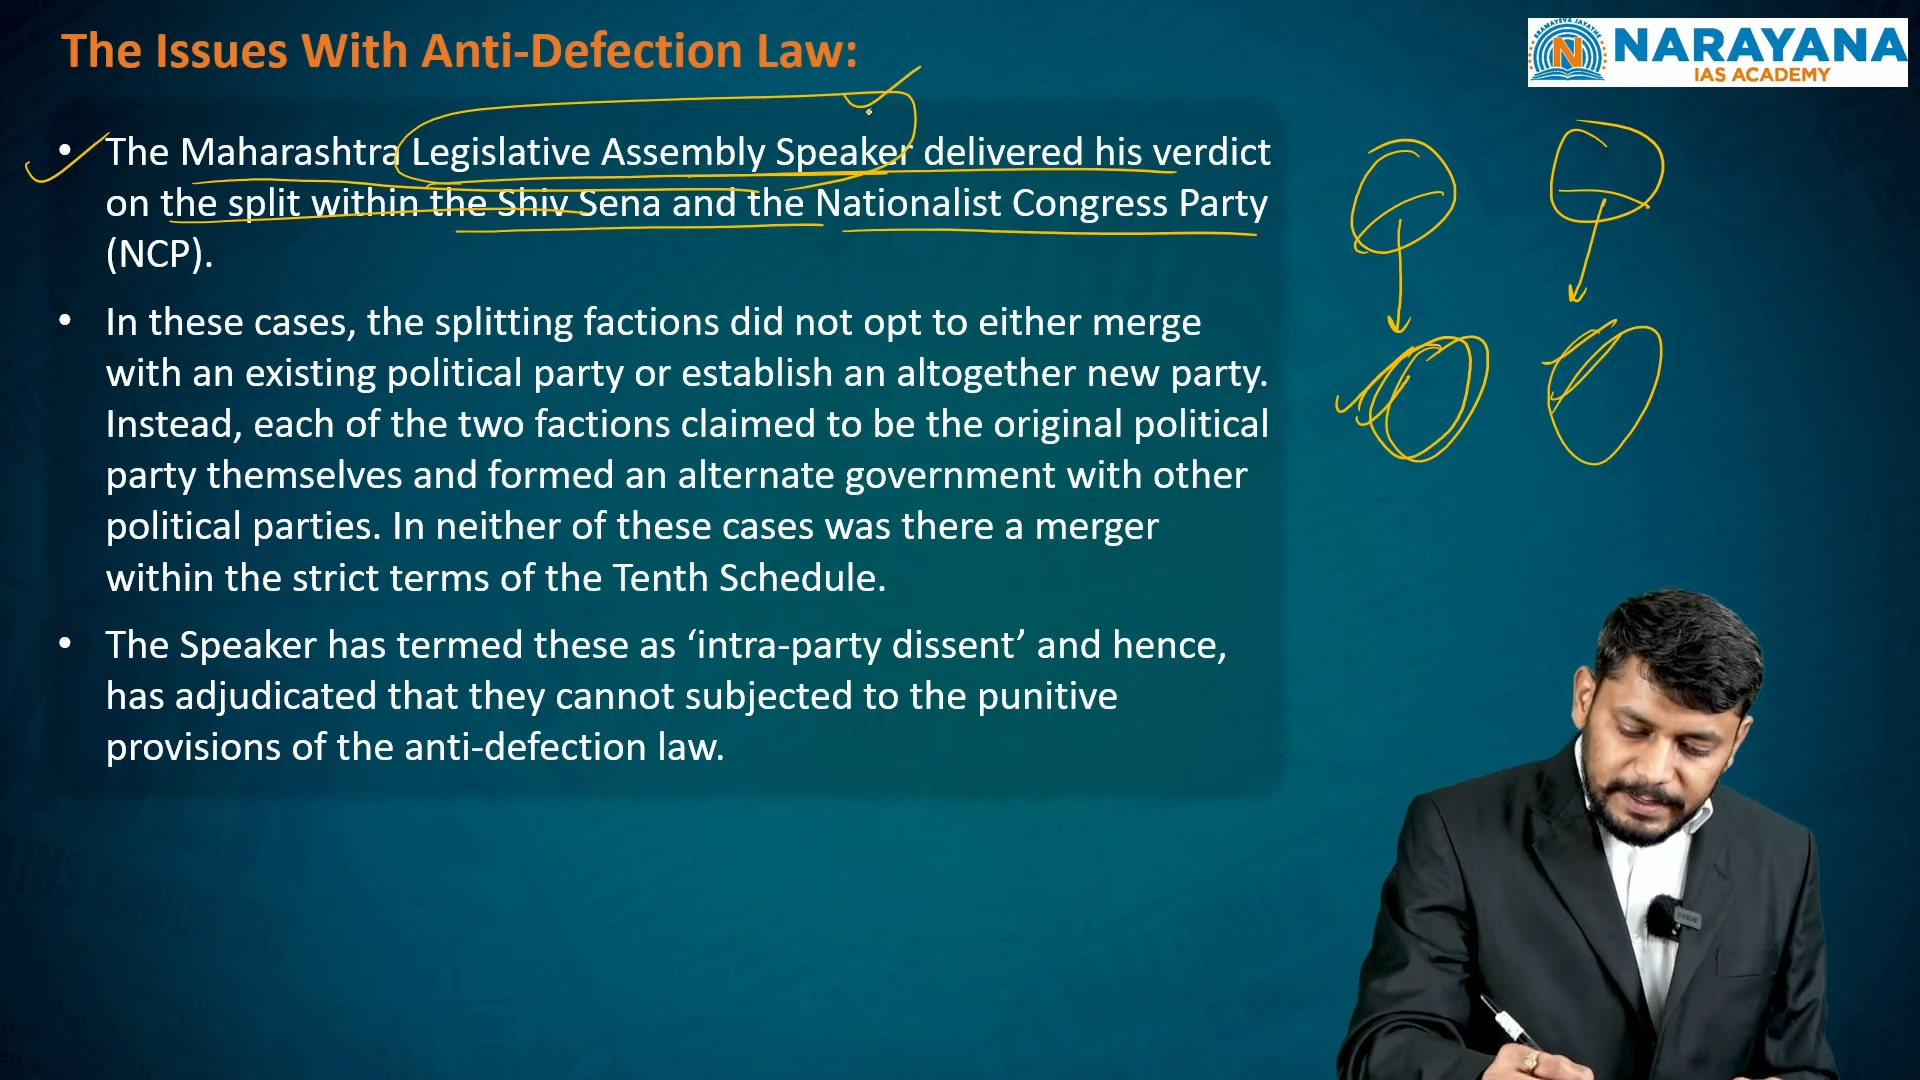 The Issues With Anti-Defection Law:
NARAYANA
IAS ACADEMY
• The Maharashtra Legislative Assembly Speaker delivered his verdict
on the split within the Shiv Sena and the Nationalist Congress Party
(NCP).
• In these cases, the splitting factions did not opt to either merge
with an existing political party or establish an altogether new party.
Instead, each of the two factions claimed to be the original political
party themselves and formed an alternate government with other
political parties. In neither of these cases was there a merger
within the strict terms of the Tenth Schedule.
• The Speaker has termed these as ‘intra-party dissent’ and hence,
has adjudicated that they cannot subjected to the punitive
provisions of the anti-defection law.